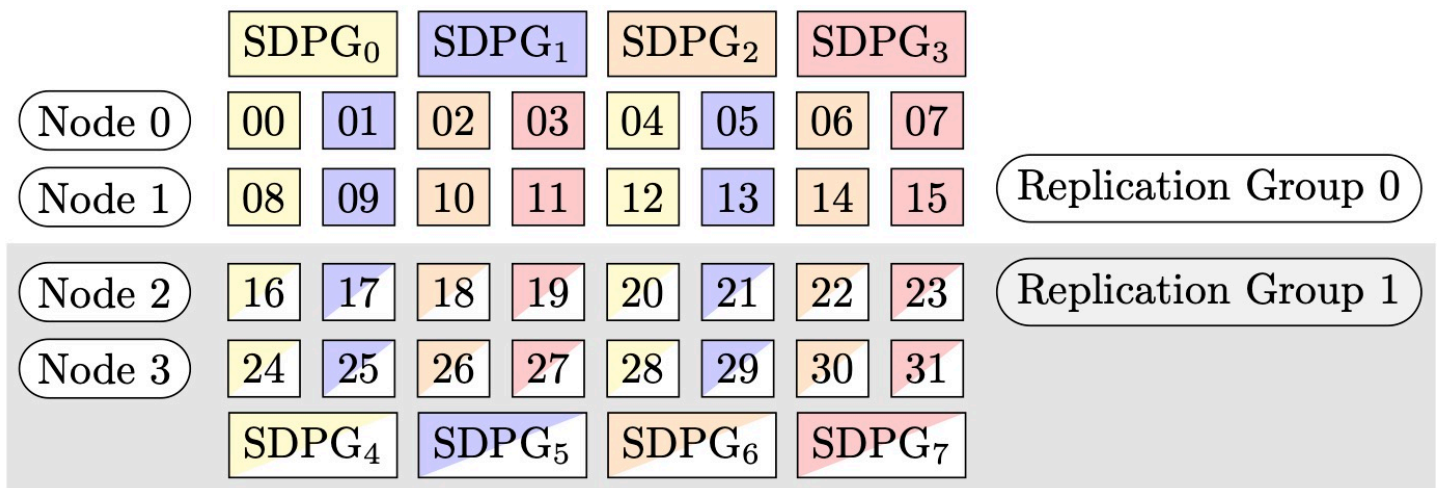 SDPG₀ SDPG₁ SDPG₂ SDPG₃
Node 0 00 01 02 03 04 05 06 07
Node 1 08 09 10 11 12 13 14 15 Replication Group 0
Node 2 16 17 18 19 20 21 22 23 Replication Group 1
Node 3 24 25 26 27 28 29 30 31
SDPG₄ SDPG₅ SDPG₆ SDPG₇